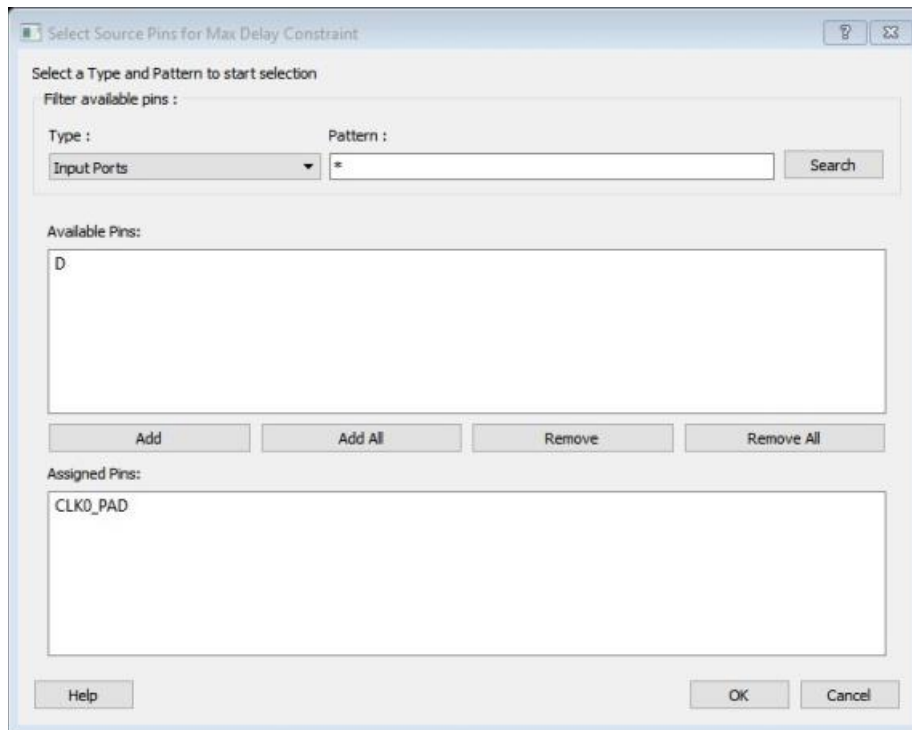 Select Source Pins for Max Delay Constraint
Select a Type and Pattern to start selection
Filter available pins :
Type : Pattern :
Input Ports * Search
Available Pins:
D
Add Add All Remove Remove All
Assigned Pins:
CLK0_PAD
Help OK Cancel